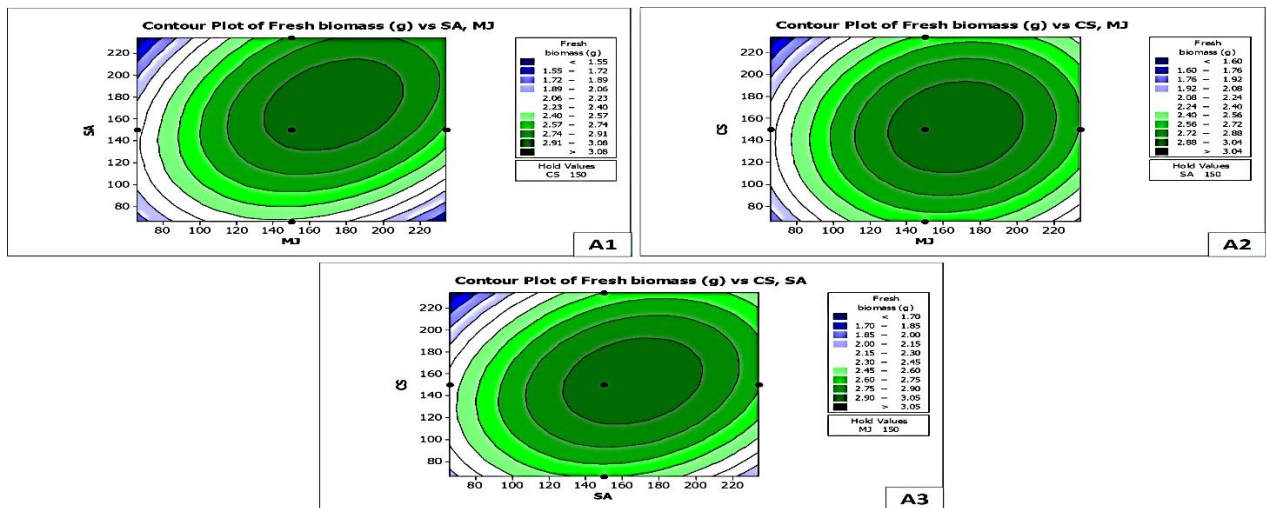 Contour Plot of Fresh biomass (g) vs SA, MJ
Fresh
biomass (g)
< 1.55
1.55 – 1.72
1.72 – 1.89
1.89 – 2.06
2.06 – 2.23
2.23 – 2.40
2.40 – 2.57
2.57 – 2.74
2.74 – 2.91
2.91 – 3.08
> 3.08
Hold Values
CS 150
SA
220
200
180
160
140
120
100
80
80 100 120 140 160 180 200 220
MJ
A1
Contour Plot of Fresh biomass (g) vs CS, MJ
Fresh
biomass (g)
< 1.60
1.60 – 1.76
1.76 – 1.92
1.92 – 2.08
2.08 – 2.24
2.24 – 2.40
2.40 – 2.56
2.56 – 2.72
2.72 – 2.88
2.88 – 3.04
> 3.04
Hold Values
SA 150
CS
220
200
180
160
140
120
100
80
80 100 120 140 160 180 200 220
MJ
A2
Contour Plot of Fresh biomass (g) vs CS, SA
Fresh
biomass (g)
< 1.70
1.70 – 1.85
1.85 – 2.00
2.00 – 2.15
2.15 – 2.30
2.30 – 2.45
2.45 – 2.60
2.60 – 2.75
2.75 – 2.90
2.90 – 3.05
> 3.05
Hold Values
MJ 150
CS
220
200
180
160
140
120
100
80
80 100 120 140 160 180 200 220
SA
A3